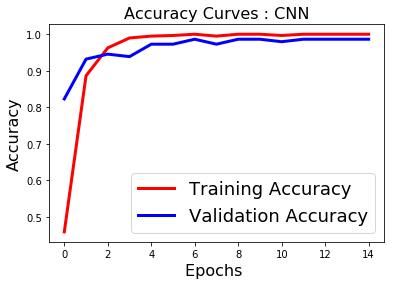 Accuracy Curves : CNN
1.0
0.9
0.8
0.7
0.6
0.5
Accuracy
Training Accuracy
Validation Accuracy
0 2 4 6 8 10 12 14
Epochs